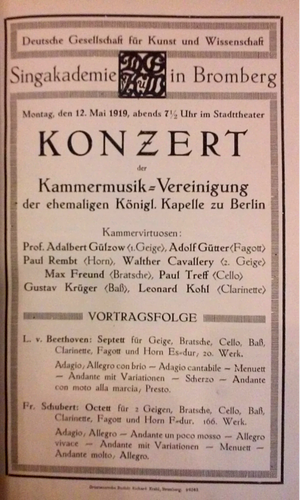 Deutsche Gesellschaft für Kunst und Wissenschaft
Singakademie in Bromberg
Montag, den 12. Mai 1919, abends 7½ Uhr im Stadttheater
KONZERT
der
Kammermusik=Vereinigung
der ehemaligen Königl. Kapelle zu Berlin
Kammervirtuosen:
Prof. Adalbert Gülzow (1. Geige), Adolf Gütter (Fagott)
Paul Rembt (Horn), Walther Cavallery (2. Geige)
Max Freund (Bratsche), Paul Treff (Cello)
Gustav Krüger (Baß), Leonard Kohl (Clarinette)
VORTRAGSFOLGE
L. v. Beethoven: Septett für Geige, Bratsche, Cello, Baß,
Clarinette, Fagott und Horn Es=dur, 20. Werk.
Adagio, Allegro con brio — Adagio cantabile — Menuett
— Andante mit Variationen — Scherzo — Andante
con moto alla marcia, Presto.
Fr. Schubert: Octett für 2 Geigen, Bratsche, Cello, Baß,
Clarinette, Fagott und Horn F=dur. 166. Werk.
Adagio, Allegro — Andante un poco mosso — Allegro
vivace — Andante mit Variationen — Menuett —
Andante molto, Allegro.